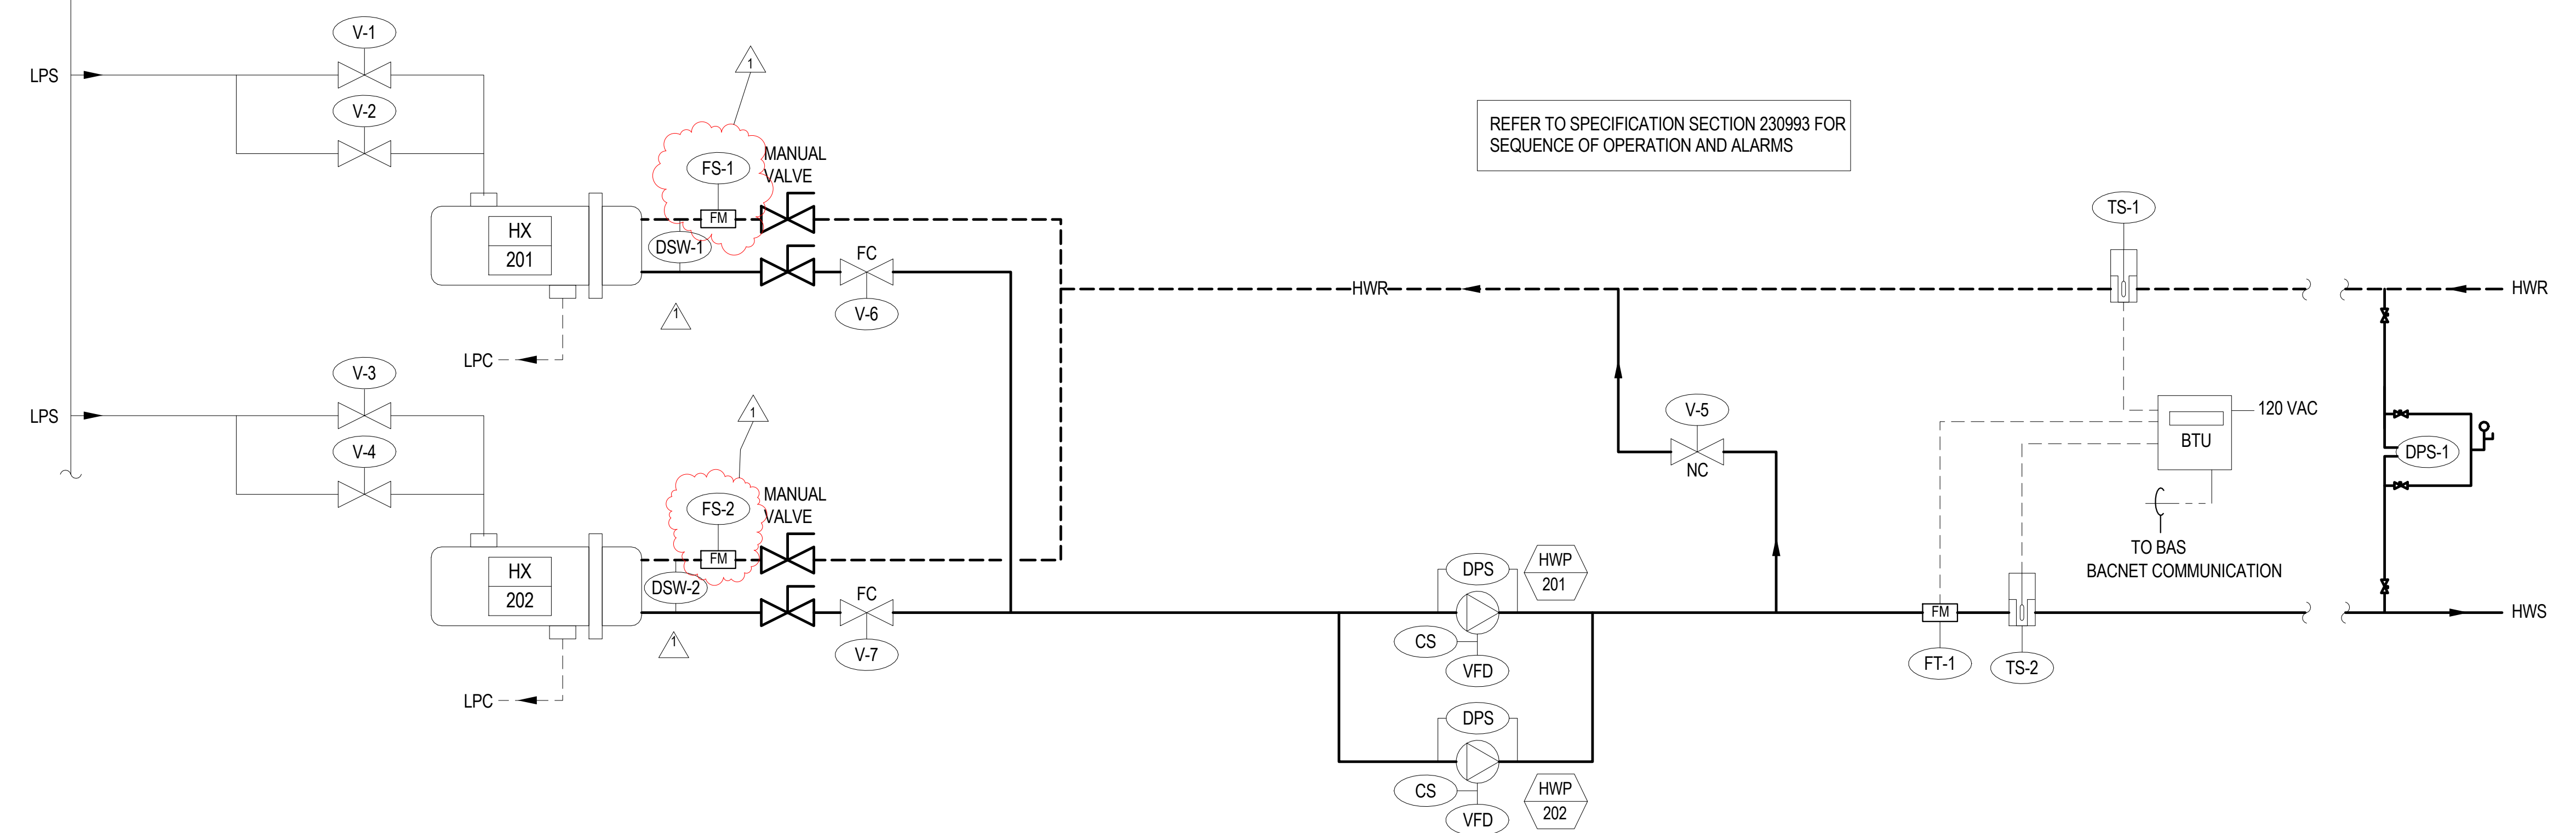 V-1
LPS
V-2
1
FS-1
MANUAL
VALVE
FM
HX
201
DSW-1
FC
V-6
1
LPC
REFER TO SPECIFICATION SECTION 230993 FOR
SEQUENCE OF OPERATION AND ALARMS
TS-1
HWR
HWR
V-3
LPS
V-4
1
FS-2
MANUAL
VALVE
FM
HX
202
DSW-2
FC
V-7
1
LPC
V-5
NC
120 VAC
BTU
DPS-1
TO BAS
BACNET COMMUNICATION
DPS
HWP
201
CS
VFD
FM
FT-1
TS-2
HWS
DPS
HWP
202
CS
VFD